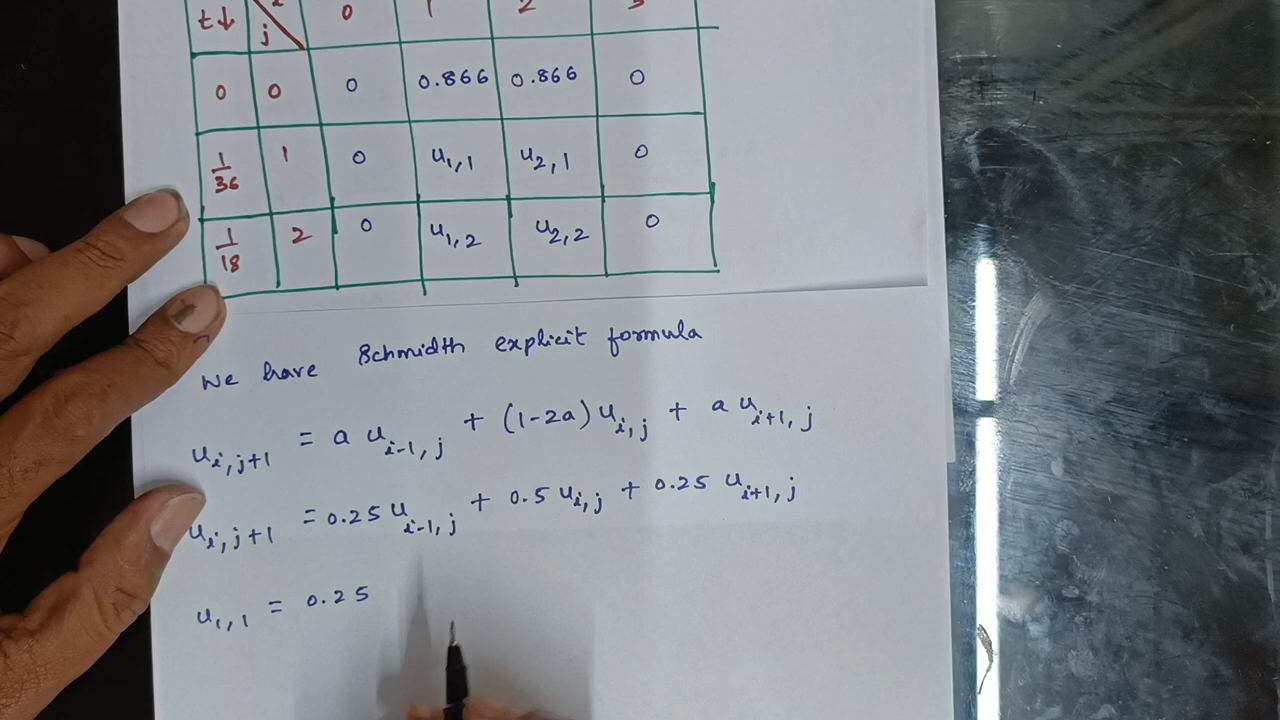 t↓ j 0 1 2 3
0 0 0 0.866 0.866 0
1/36 1 0 u1,1 u2,1 0
1/18 2 0 u1,2 u2,2 0
We have Schmidth explicit formula
ui,j+1 = a ui-1,j + (1-2a) ui,j + a ui+1,j
ui,j+1 = 0.25 ui-1,j + 0.5 ui,j + 0.25 ui+1,j
u1,1 = 0.25